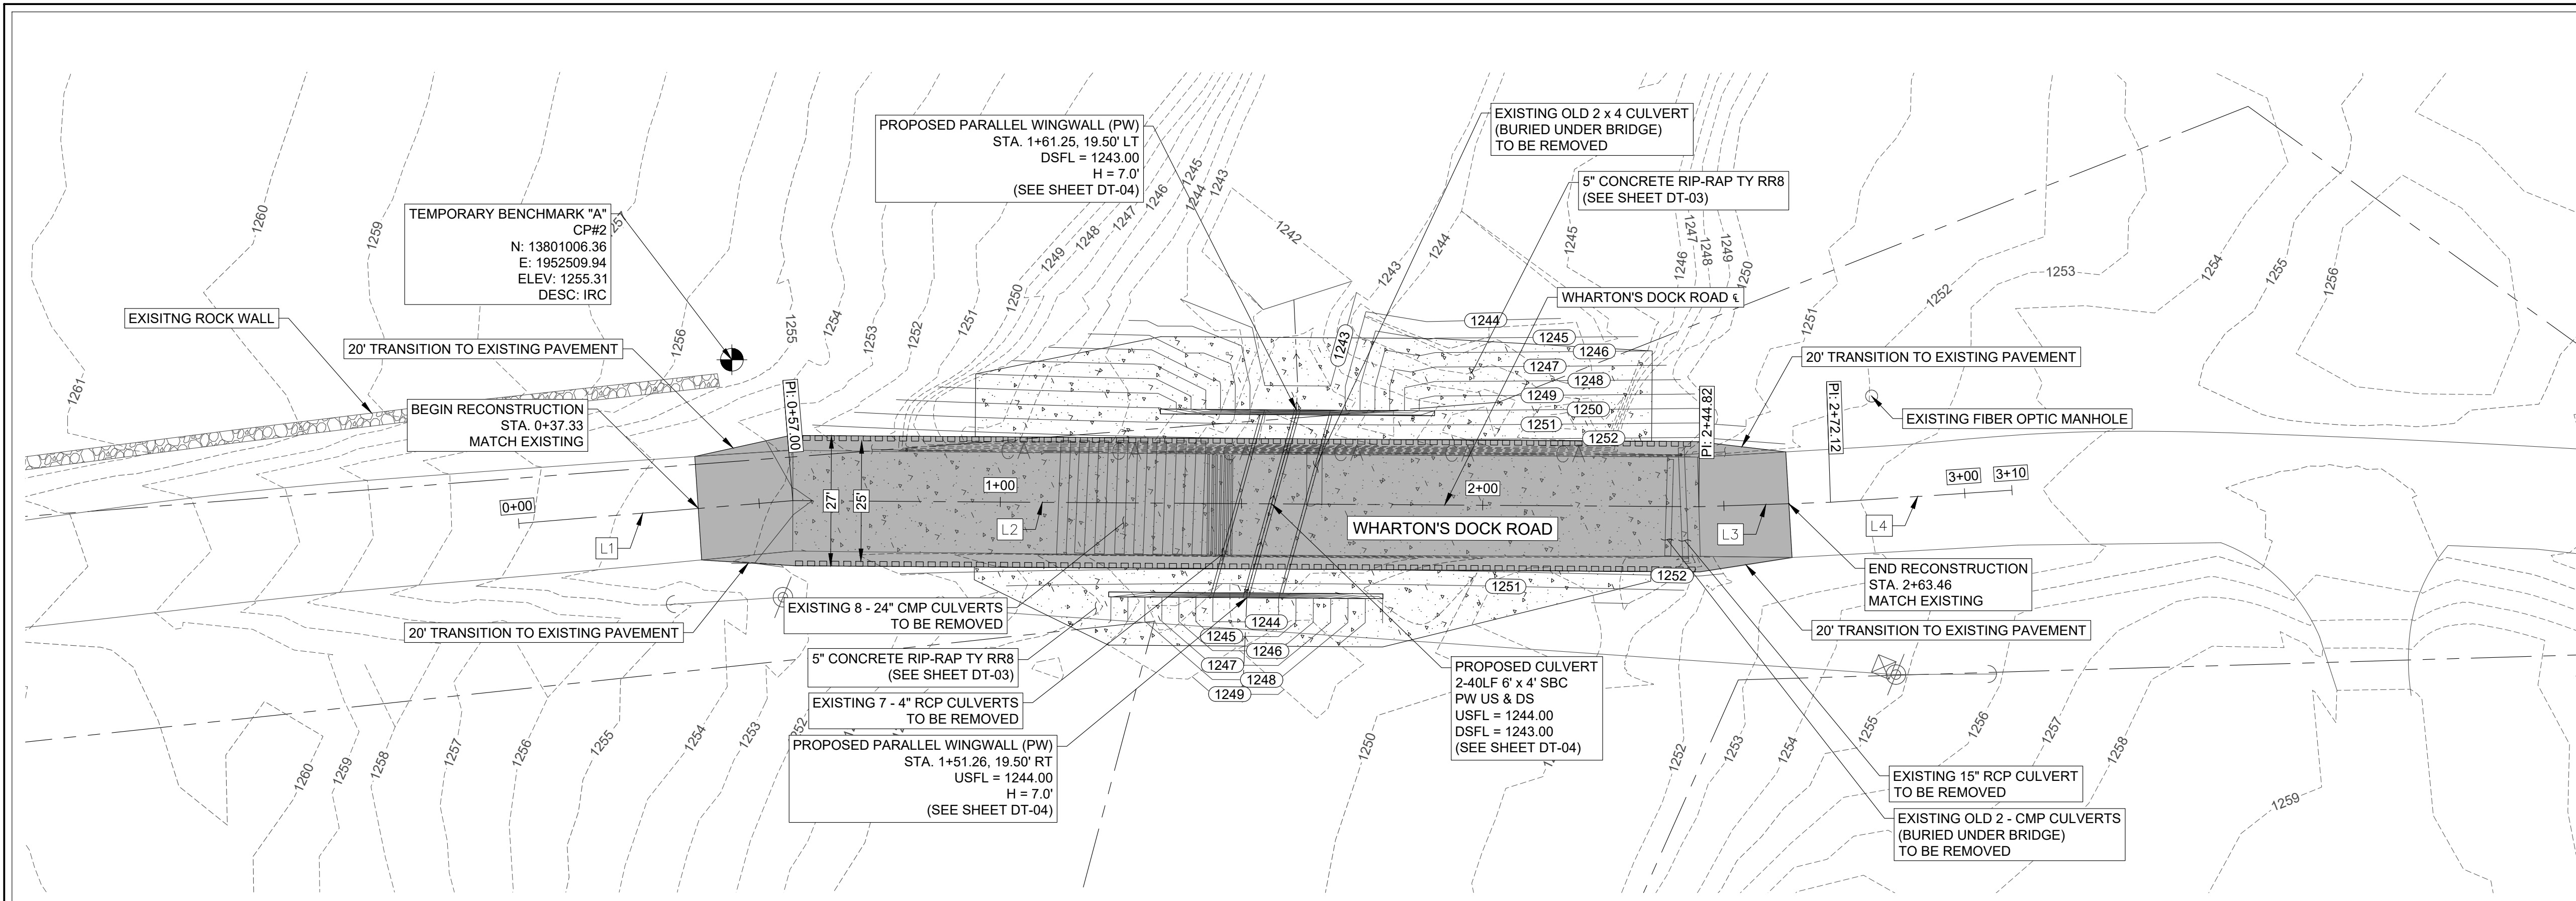 PROPOSED PARALLEL WINGWALL (PW)
STA. 1+61.25, 19.50' LT
DSFL = 1243.00
H = 7.0'
(SEE SHEET DT-04)
EXISTING OLD 2 x 4 CULVERT
(BURIED UNDER BRIDGE)
TO BE REMOVED
5" CONCRETE RIP-RAP TY RR8
(SEE SHEET DT-03)
TEMPORARY BENCHMARK "A"
CP#2
N: 13801006.36
E: 1952509.94
ELEV: 1255.31
DESC: IRC
WHARTON'S DOCK ROAD ℄
EXISITNG ROCK WALL
20' TRANSITION TO EXISTING PAVEMENT
20' TRANSITION TO EXISTING PAVEMENT
BEGIN RECONSTRUCTION
STA. 0+37.33
MATCH EXISTING
EXISTING FIBER OPTIC MANHOLE
PI: 0+57.00
PI: 2+44.82
PI: 2+72.12
1260
1259
1257
1256
1255
1254
1253
1252
1251
1250
1249
1248
1247
1246
1245
1244
1243
1242
1243
1244
1245
1246
1247
1248
1249
1250
1251
1252
1253
1254
1255
1256
1261
1243
1244
1245
1246
1247
1248
1249
1250
1251
1252
0+00
1+00
2+00
3+00
3+10
27'
25'
L1
L2
L3
L4
WHARTON'S DOCK ROAD
1252
1251
END RECONSTRUCTION
STA. 2+63.46
MATCH EXISTING
EXISTING 8 - 24" CMP CULVERTS
TO BE REMOVED
20' TRANSITION TO EXISTING PAVEMENT
20' TRANSITION TO EXISTING PAVEMENT
1244
1245
1246
1247
1248
1249
5" CONCRETE RIP-RAP TY RR8
(SEE SHEET DT-03)
EXISTING 7 - 4" RCP CULVERTS
TO BE REMOVED
PROPOSED CULVERT
2-40LF 6' x 4' SBC
PW US & DS
USFL = 1244.00
DSFL = 1243.00
(SEE SHEET DT-04)
PROPOSED PARALLEL WINGWALL (PW)
STA. 1+51.26, 19.50' RT
USFL = 1244.00
H = 7.0'
(SEE SHEET DT-04)
EXISTING 15" RCP CULVERT
TO BE REMOVED
EXISTING OLD 2 - CMP CULVERTS
(BURIED UNDER BRIDGE)
TO BE REMOVED
1260
1259
1258
1257
1256
1255
1254
1253
1250
1252
1253
1254
1255
1256
1257
1258
1259